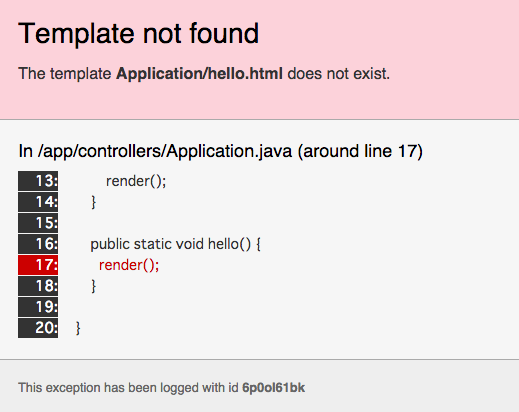 Template not found
The template Application/hello.html does not exist.
In /app/controllers/Application.java (around line 17)
13: render();
14: }
15:
16: public static void hello() {
17: render();
18: }
19:
20: }
This exception has been logged with id 6p0ol61bk